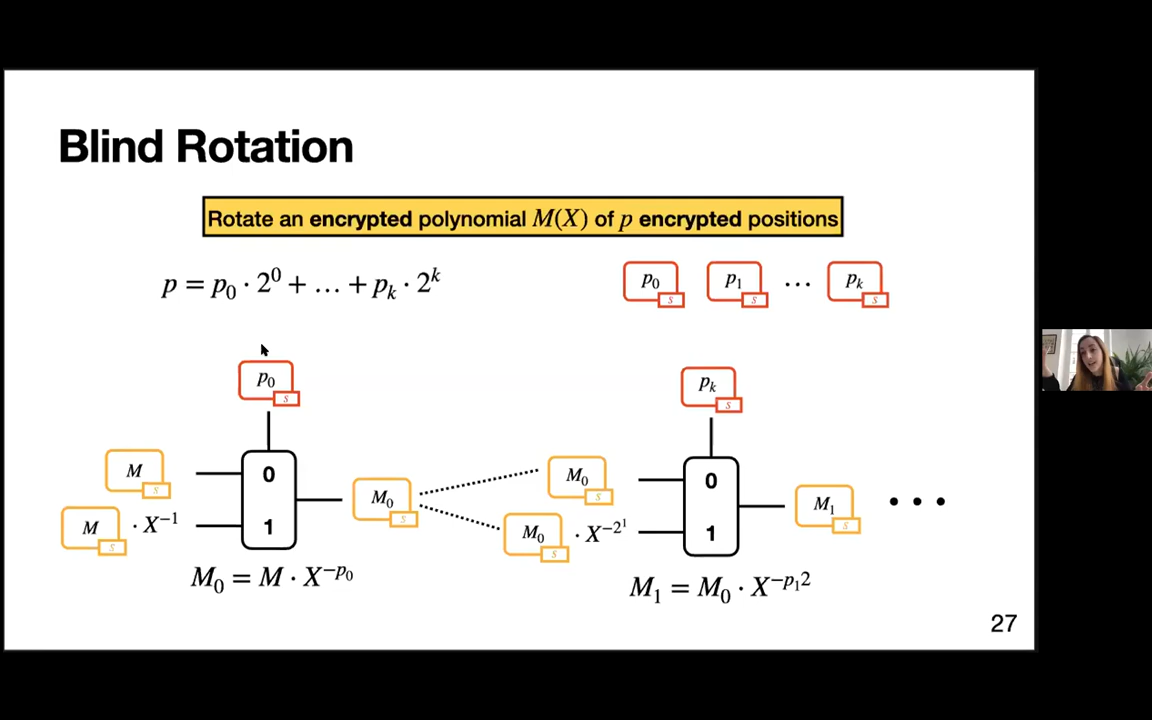 Blind Rotation
Rotate an encrypted polynomial M(X) of p encrypted positions
p = p₀ · 2⁰ + … + pₖ · 2ᵏ
p₀ s p₁ s ⋯ pₖ s
p₀ s
pₖ s
M s
0
M₀ s
0
M₀ s
M₁ s
• • •
M s · X⁻¹
1
M₀ s · X^{-2¹}
1
M₀ = M · X^{-p₀}
M₁ = M₀ · X^{-p₁2}
27